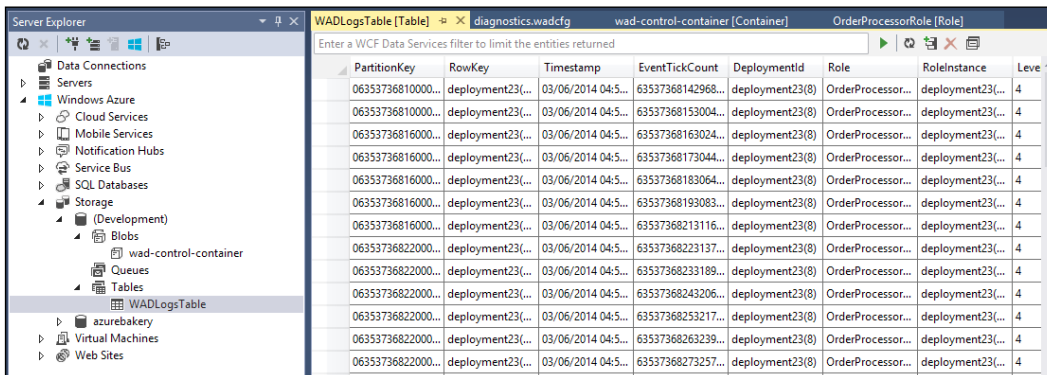 Server Explorer
Data Connections
Servers
Windows Azure
Cloud Services
Mobile Services
Notification Hubs
Service Bus
SQL Databases
Storage
(Development)
Blobs
wad-control-container
Queues
Tables
WADLogsTable
azurebakery
Virtual Machines
Web Sites
WADLogsTable [Table] diagnostics.wadcfg wad-control-container [Container] OrderProcessorRole [Role]
Enter a WCF Data Services filter to limit the entities returned
PartitionKey RowKey Timestamp EventTickCount DeploymentId Role RoleInstance Leve
06353736810000... deployment23(... 03/06/2014 04:5... 63537368142968... deployment23(8) OrderProcessor... deployment23(... 4
06353736810000... deployment23(... 03/06/2014 04:5... 63537368153004... deployment23(8) OrderProcessor... deployment23(... 4
06353736816000... deployment23(... 03/06/2014 04:5... 63537368163024... deployment23(8) OrderProcessor... deployment23(... 4
06353736816000... deployment23(... 03/06/2014 04:5... 63537368173044... deployment23(8) OrderProcessor... deployment23(... 4
06353736816000... deployment23(... 03/06/2014 04:5... 63537368183064... deployment23(8) OrderProcessor... deployment23(... 4
06353736816000... deployment23(... 03/06/2014 04:5... 63537368193083... deployment23(8) OrderProcessor... deployment23(... 4
06353736816000... deployment23(... 03/06/2014 04:5... 63537368213116... deployment23(8) OrderProcessor... deployment23(... 4
06353736822000... deployment23(... 03/06/2014 04:5... 63537368223137... deployment23(8) OrderProcessor... deployment23(... 4
06353736822000... deployment23(... 03/06/2014 04:5... 63537368233189... deployment23(8) OrderProcessor... deployment23(... 4
06353736822000... deployment23(... 03/06/2014 04:5... 63537368243206... deployment23(8) OrderProcessor... deployment23(... 4
06353736822000... deployment23(... 03/06/2014 04:5... 63537368253217... deployment23(8) OrderProcessor... deployment23(... 4
06353736822000... deployment23(... 03/06/2014 04:5... 63537368263239... deployment23(8) OrderProcessor... deployment23(... 4
06353736822000... deployment23(... 03/06/2014 04:5... 63537368273257... deployment23(8) OrderProcessor... deployment23(... 4